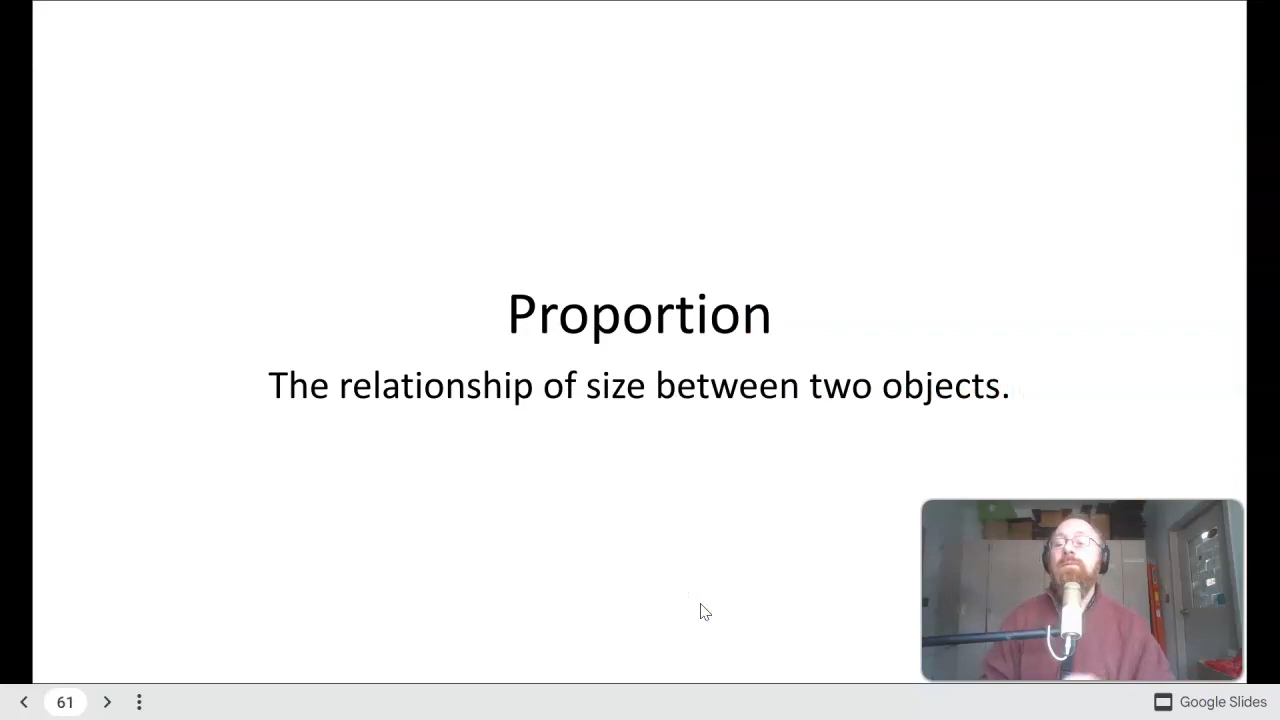 Proportion
The relationship of size between two objects.
61
Google Slides